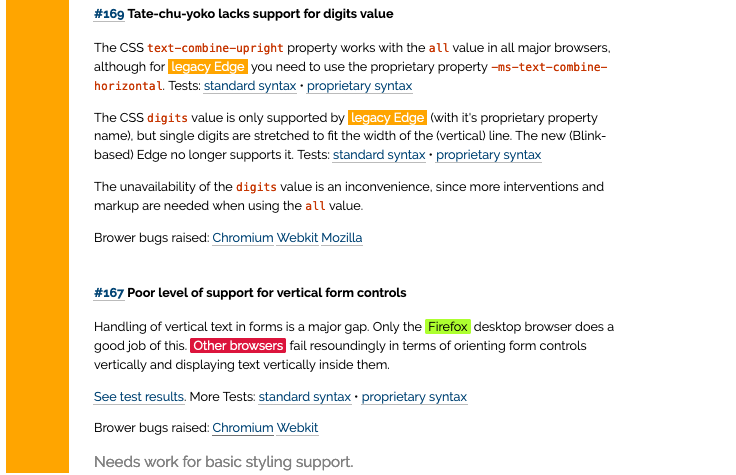 #169 Tate-chu-yoko lacks support for digits value
The CSS text-combine-upright property works with the all value in all major browsers,
although for legacy Edge you need to use the proprietary property -ms-text-combine-
horizontal. Tests: standard syntax • proprietary syntax
The CSS digits value is only supported by legacy Edge (with it's proprietary property
name), but single digits are stretched to fit the width of the (vertical) line. The new (Blink-
based) Edge no longer supports it. Tests: standard syntax • proprietary syntax
The unavailability of the digits value is an inconvenience, since more interventions and
markup are needed when using the all value.
Brower bugs raised: Chromium Webkit Mozilla
#167 Poor level of support for vertical form controls
Handling of vertical text in forms is a major gap. Only the Firefox desktop browser does a
good job of this. Other browsers fail resoundingly in terms of orienting form controls
vertically and displaying text vertically inside them.
See test results. More Tests: standard syntax • proprietary syntax
Brower bugs raised: Chromium Webkit
Needs work for basic styling support.